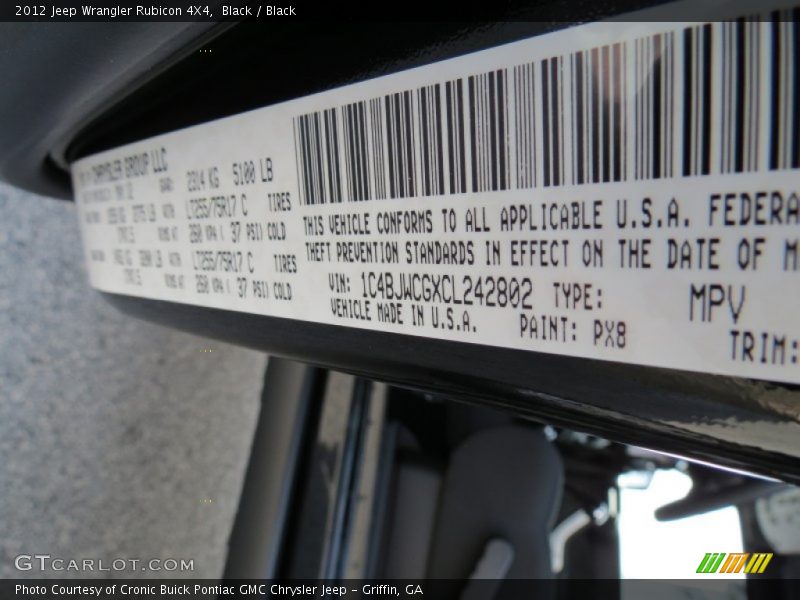 2012 Jeep Wrangler Rubicon 4X4, Black / Black
CHRYSLER GROUP LLC
2314 KG 5100 LB
LT255/75R17 C TIRES
260 KPA ( 37 PSI) COLD
LT255/75R17 C TIRES
260 KPA ( 37 PSI) COLD
THIS VEHICLE CONFORMS TO ALL APPLICABLE U.S.A. FEDERA
THEFT PREVENTION STANDARDS IN EFFECT ON THE DATE OF M
VIN: 1C4BJWCGXCL242802 TYPE: MPV
VEHICLE MADE IN U.S.A. PAINT: PX8 TRIM:
GTCARLOT.COM
Photo Courtesy of Cronic Buick Pontiac GMC Chrysler Jeep – Griffin, GA